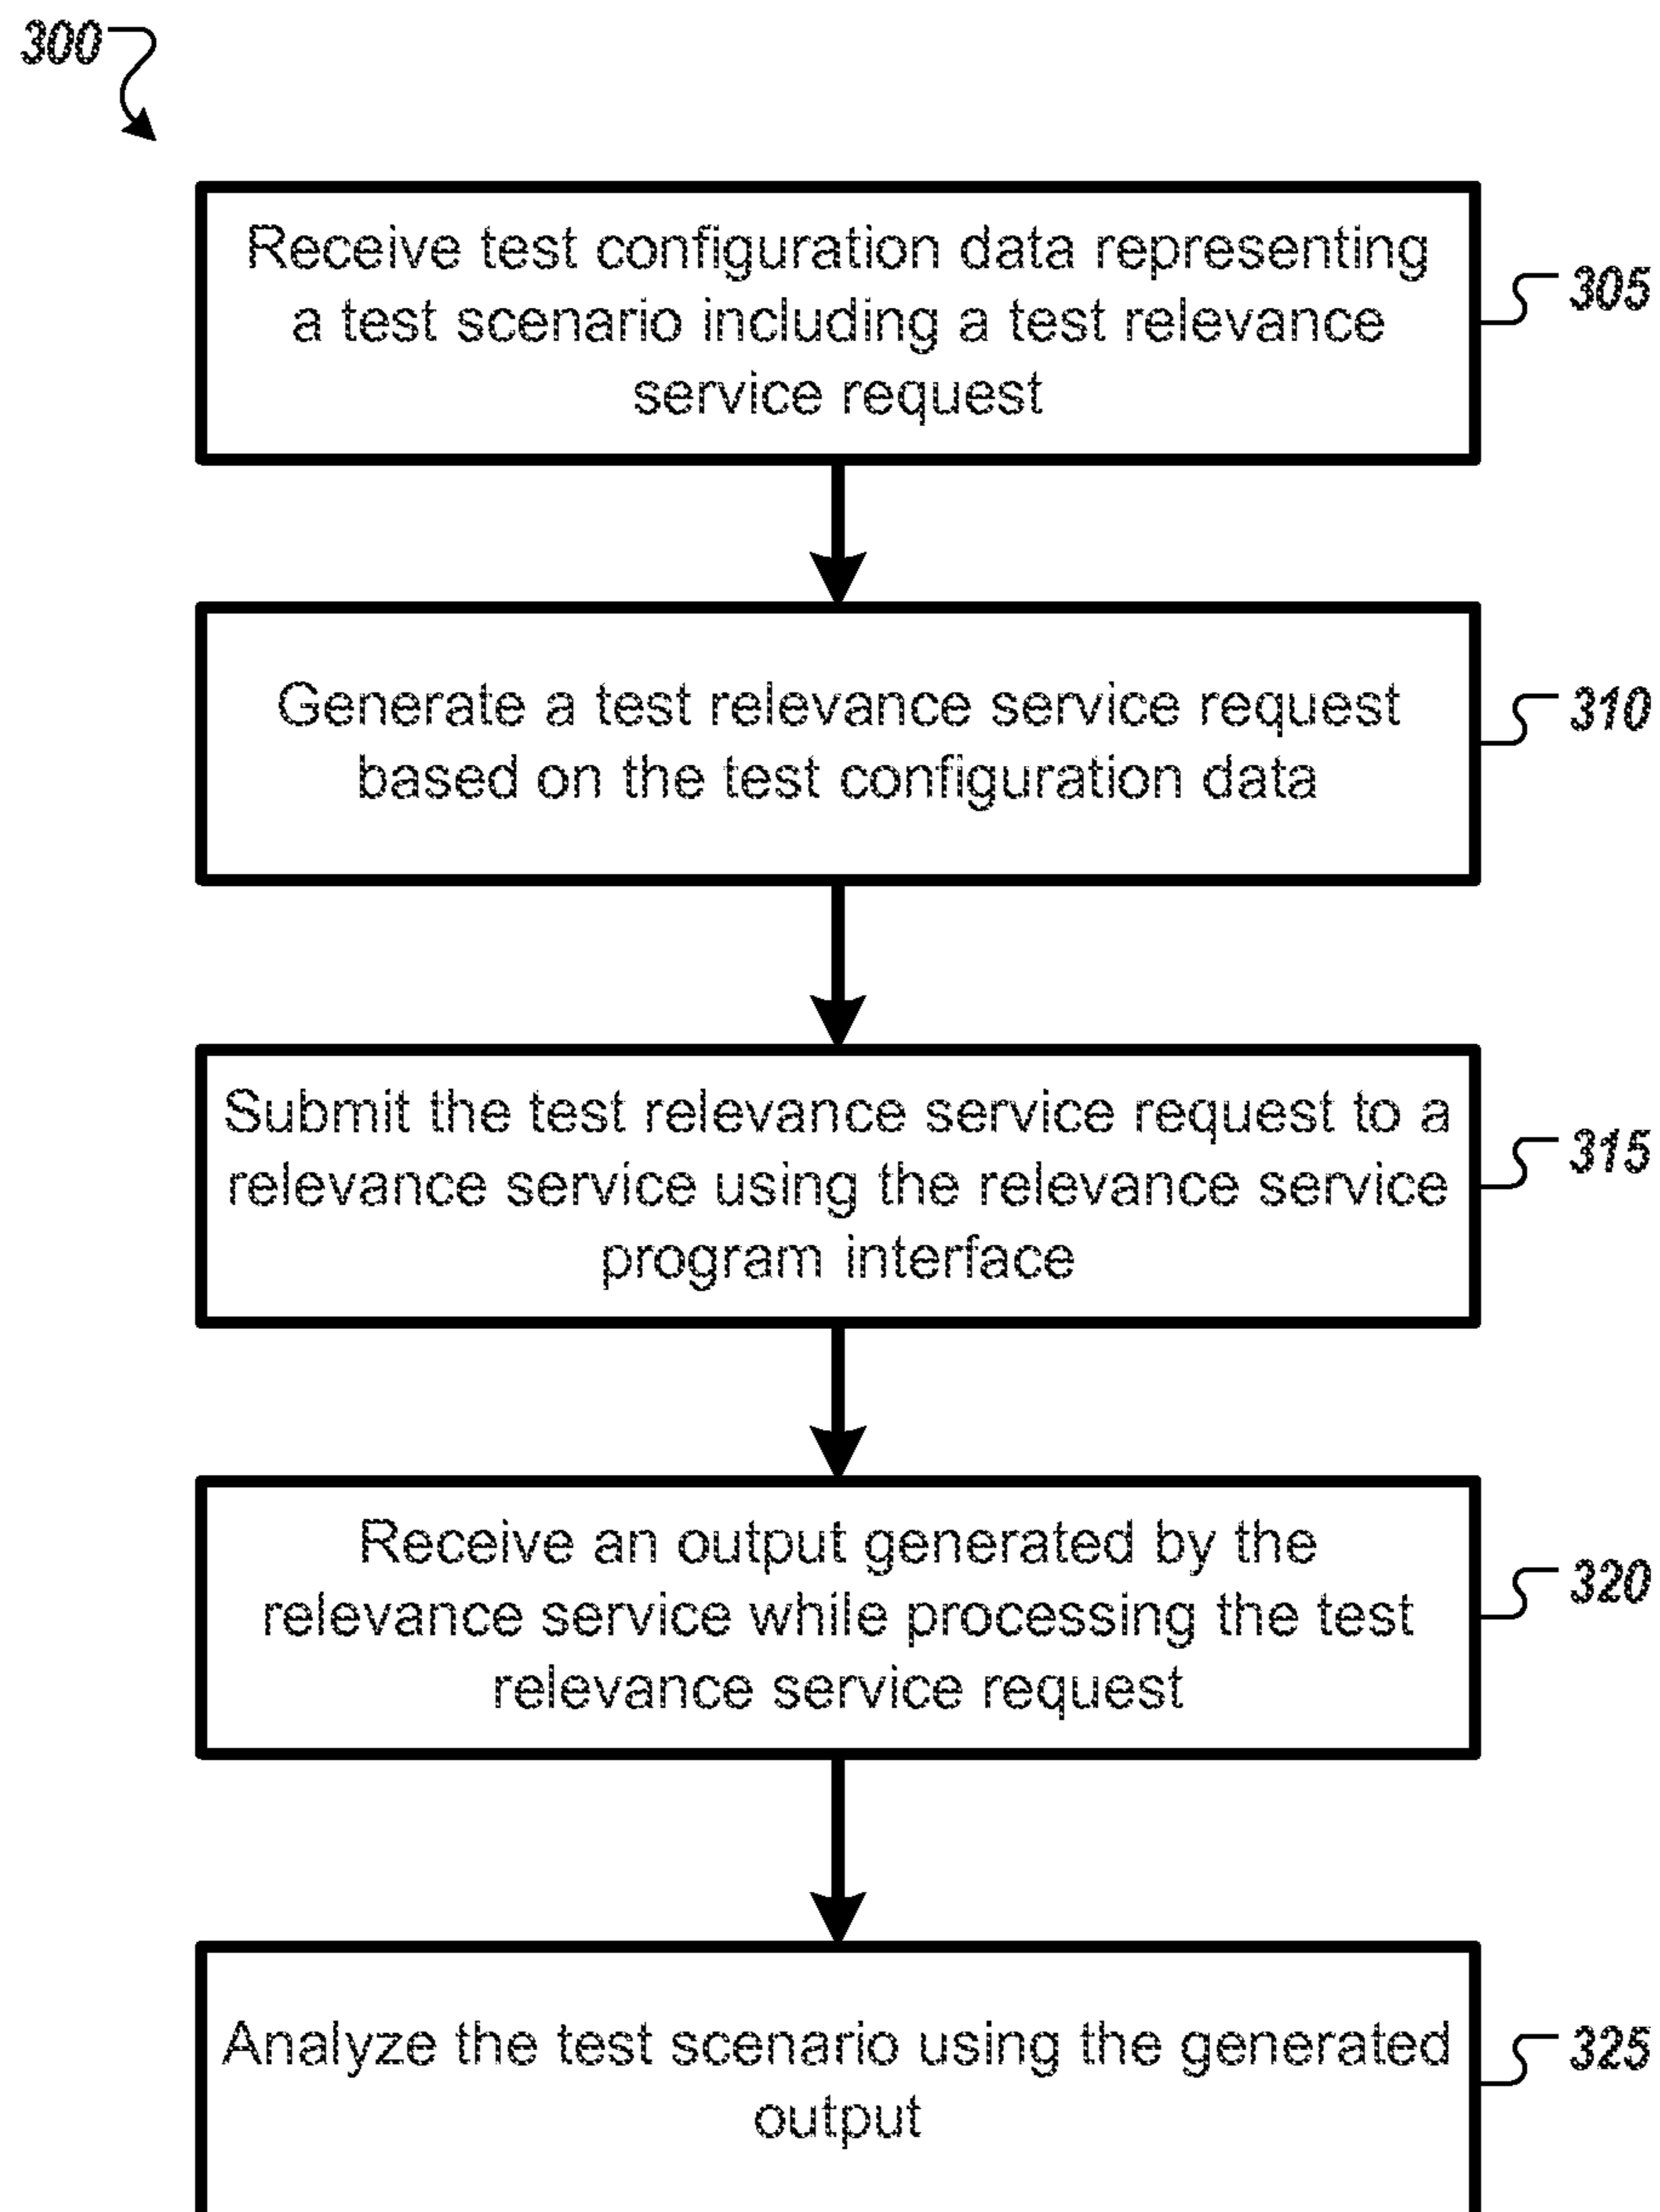 300
Receive test configuration data representing
a test scenario including a test relevance
service request
305
Generate a test relevance service request
based on the test configuration data
310
Submit the test relevance service request to a
relevance service using the relevance service
program interface
315
Receive an output generated by the
relevance service while processing the test
relevance service request
320
Analyze the test scenario using the generated
output
325